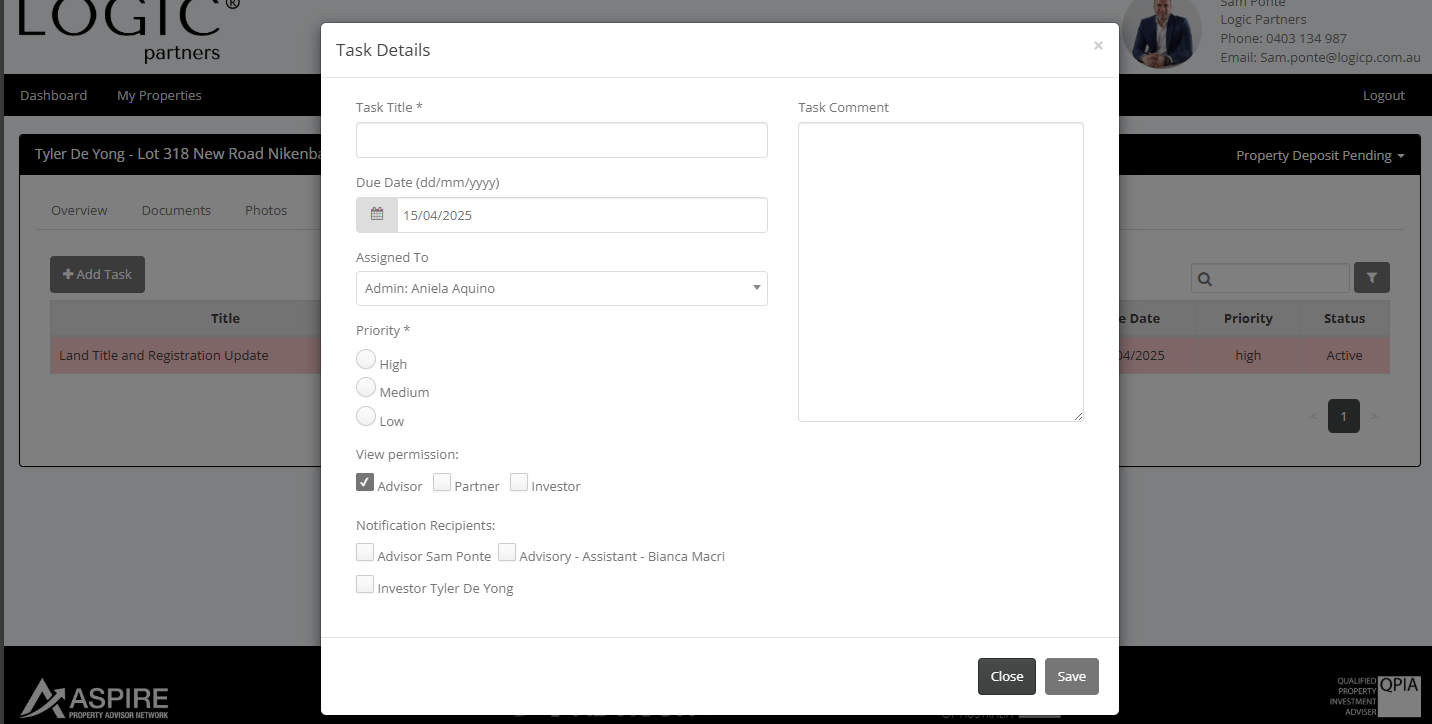 LOGIC®
partners
Sam Ponte
Logic Partners
Phone: 0403 134 987
Email: Sam.ponte@logicp.com.au
Dashboard
My Properties
Logout
Tyler De Yong - Lot 318 New Road Nikenba
Property Deposit Pending
Overview
Documents
Photos
Add Task
Title
e Date
Priority
Status
Land Title and Registration Update
04/2025
high
Active
<
1
>
Task Details
×
Task Title *
Due Date (dd/mm/yyyy)
15/04/2025
Assigned To
Admin: Aniela Aquino
Priority *
High
Medium
Low
View permission:
Advisor
Partner
Investor
Notification Recipients:
Advisor Sam Ponte
Advisory - Assistant - Bianca Macri
Investor Tyler De Yong
Task Comment
Close
Save
ASPIRE
PROPERTY ADVISOR NETWORK
QUALIFIED
PROPERTY
INVESTMENT
ADVISER
QPIA